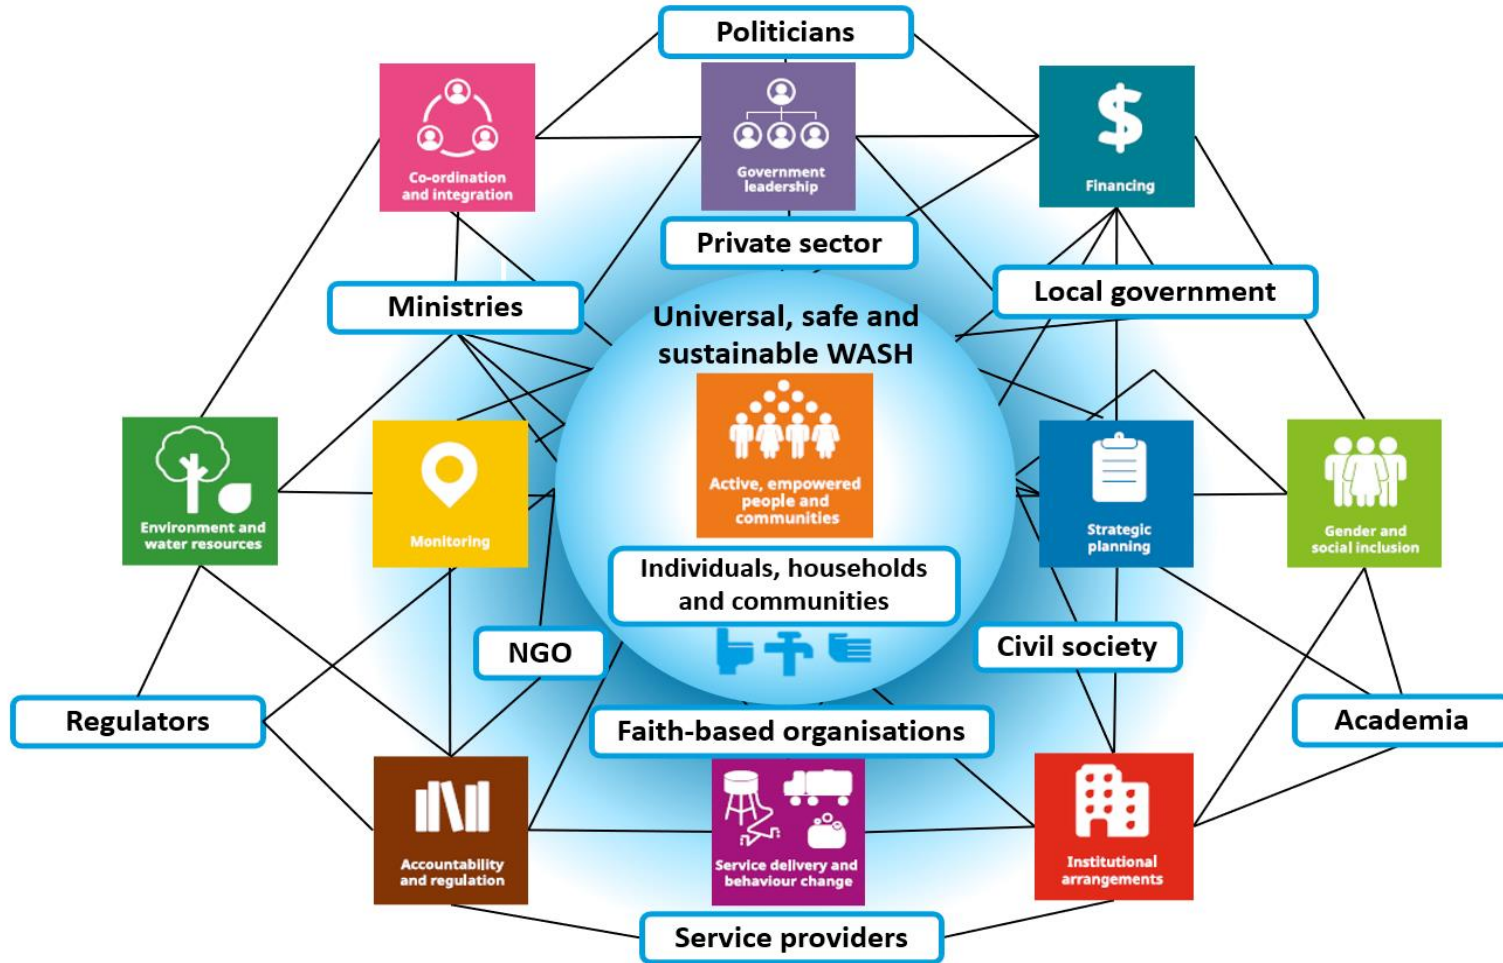 Politicians
Co-ordination
and integration
Government
leadership
Financing
Private sector
Ministries
Local government
Universal, safe and
sustainable WASH
Environment and
water resources
Monitoring
Active, empowered
people and
communities
Strategic
planning
Gender and
social inclusion
Individuals, households
and communities
NGO
Civil society
Regulators
Faith-based organisations
Academia
Accountability
and regulation
Service delivery and
behaviour change
Institutional
arrangements
Service providers